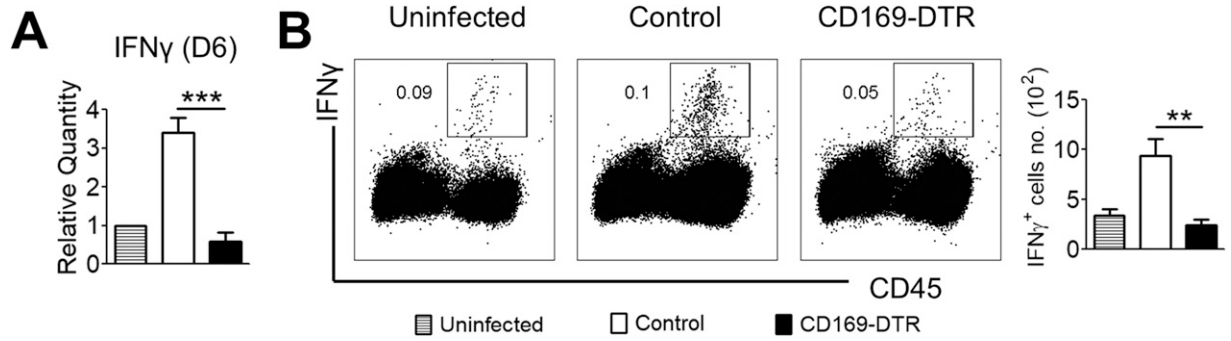 A
IFNγ (D6)
***
Relative Quantity
4
3
2
1
0
B
Uninfected
Control
CD169-DTR
IFNγ
0.09
0.1
0.05
CD45
IFNγ⁺ cells no. (10²)
15
10
5
0
**
Uninfected
Control
CD169-DTR